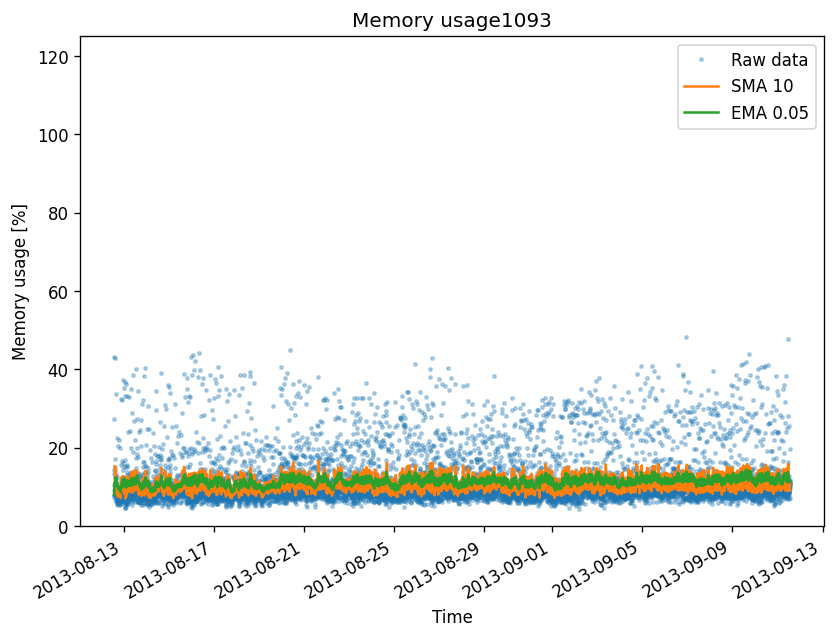 Memory usage1093
120
100
80
60
40
20
0
Memory usage [%]
Raw data
SMA 10
EMA 0.05
2013-08-13
2013-08-17
2013-08-21
2013-08-25
2013-08-29
2013-09-01
2013-09-05
2013-09-09
2013-09-13
Time